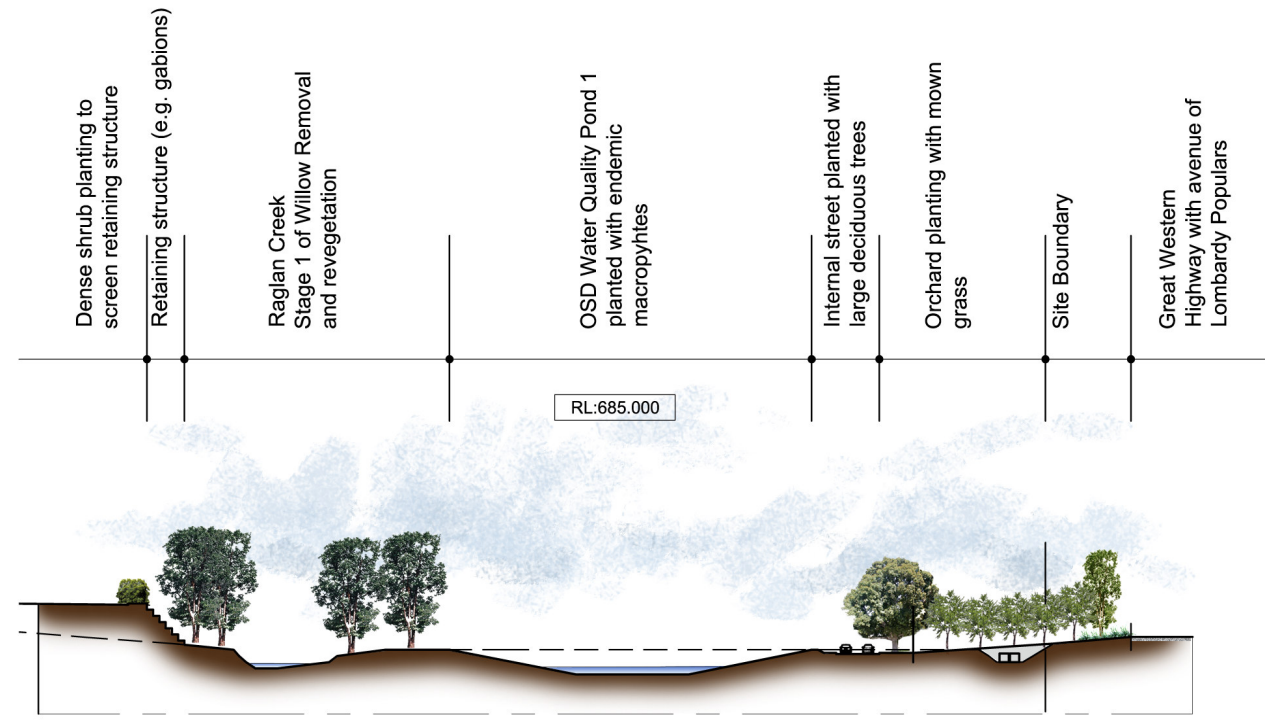 Dense shrub planting to
screen retaining structure
Retaining structure (e.g. gabions)
Raglan Creek
Stage 1 of Willow Removal
and revegetation
OSD Water Quality Pond 1
planted with endemic
macropyhtes
Internal street planted with
large deciduous trees
Orchard planting with mown
grass
Site Boundary
Great Western
Highway with avenue of
Lombardy Populars
RL:685.000